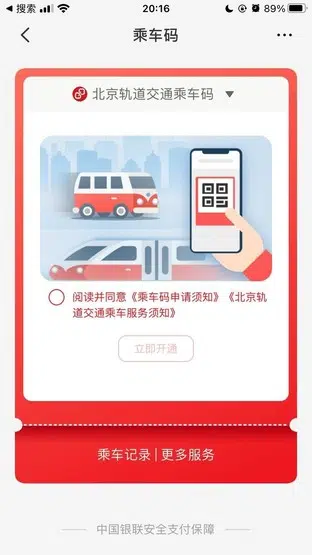 搜索
20:16
89%
乘车码
北京轨道交通乘车码
阅读并同意《乘车码申请须知》《北京轨
道交通乘车服务须知》
立即开通
乘车记录 | 更多服务
中国银联安全支付保障